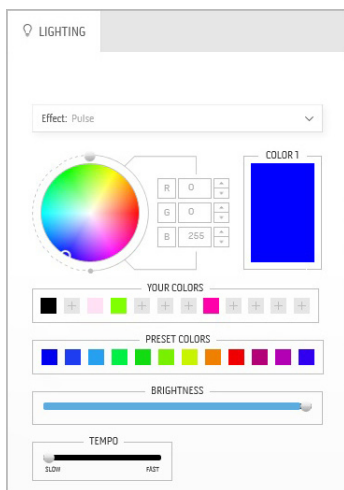 LIGHTING
Effect: Pulse
COLOR 1
R 0
G 0
B 255
YOUR COLORS
PRESET COLORS
BRIGHTNESS
TEMPO
SLOW FAST